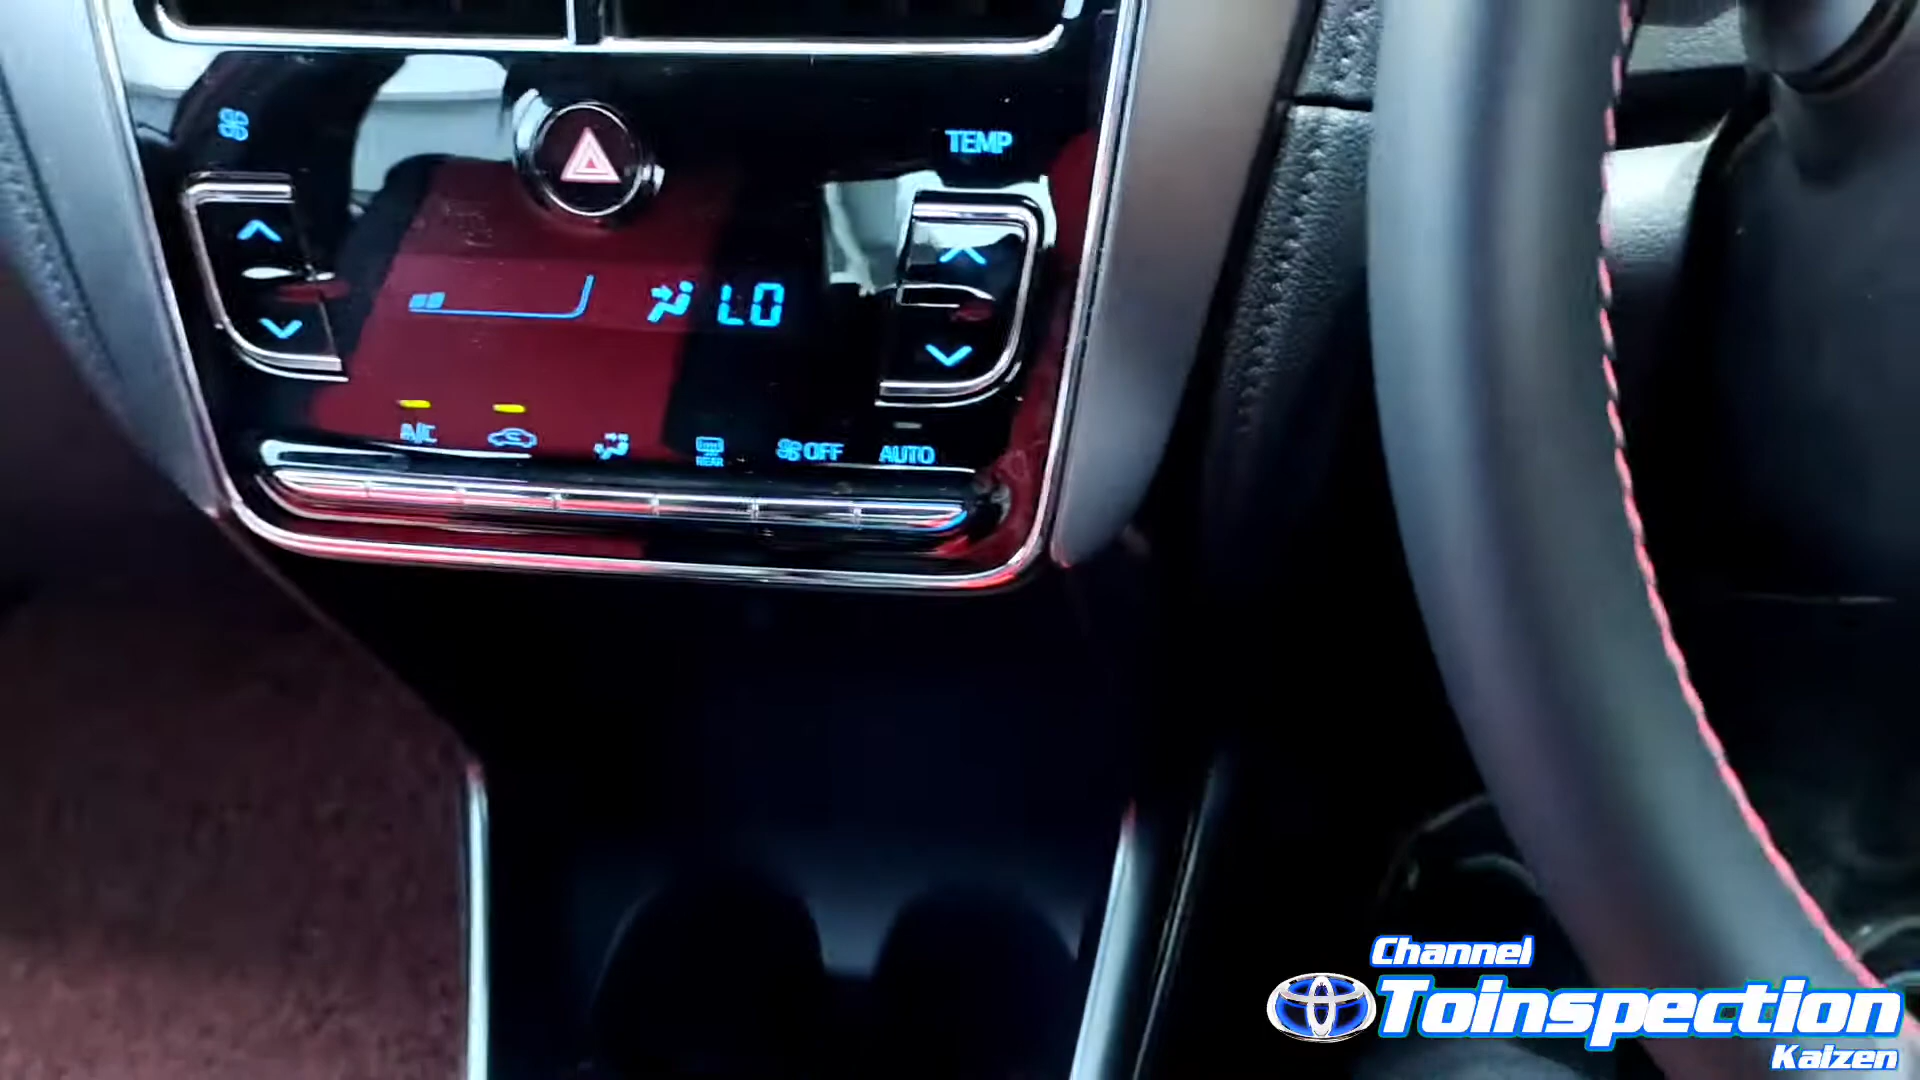 TEMP
LO
A/C
REAR
OFF
AUTO
Channel
Toinspection
Kaizen